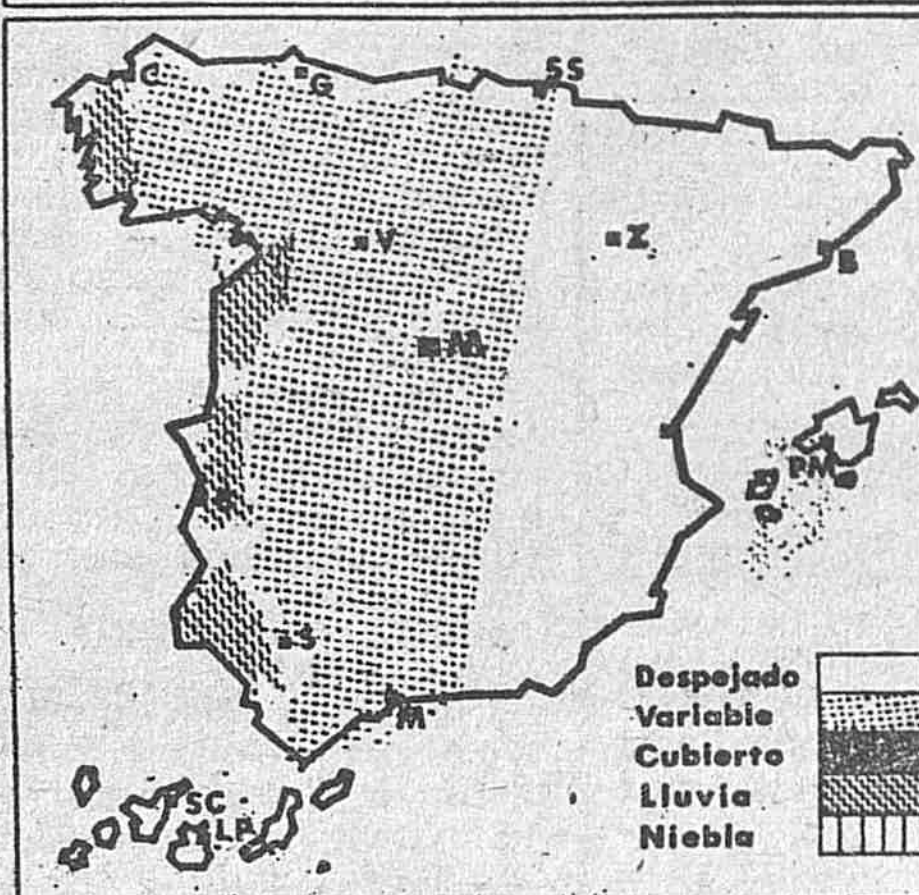 C
G
SS
V
Z
B
M
PM
S
M
SC
LP
Despejado
Variable
Cubierto
Lluvia
Niebla